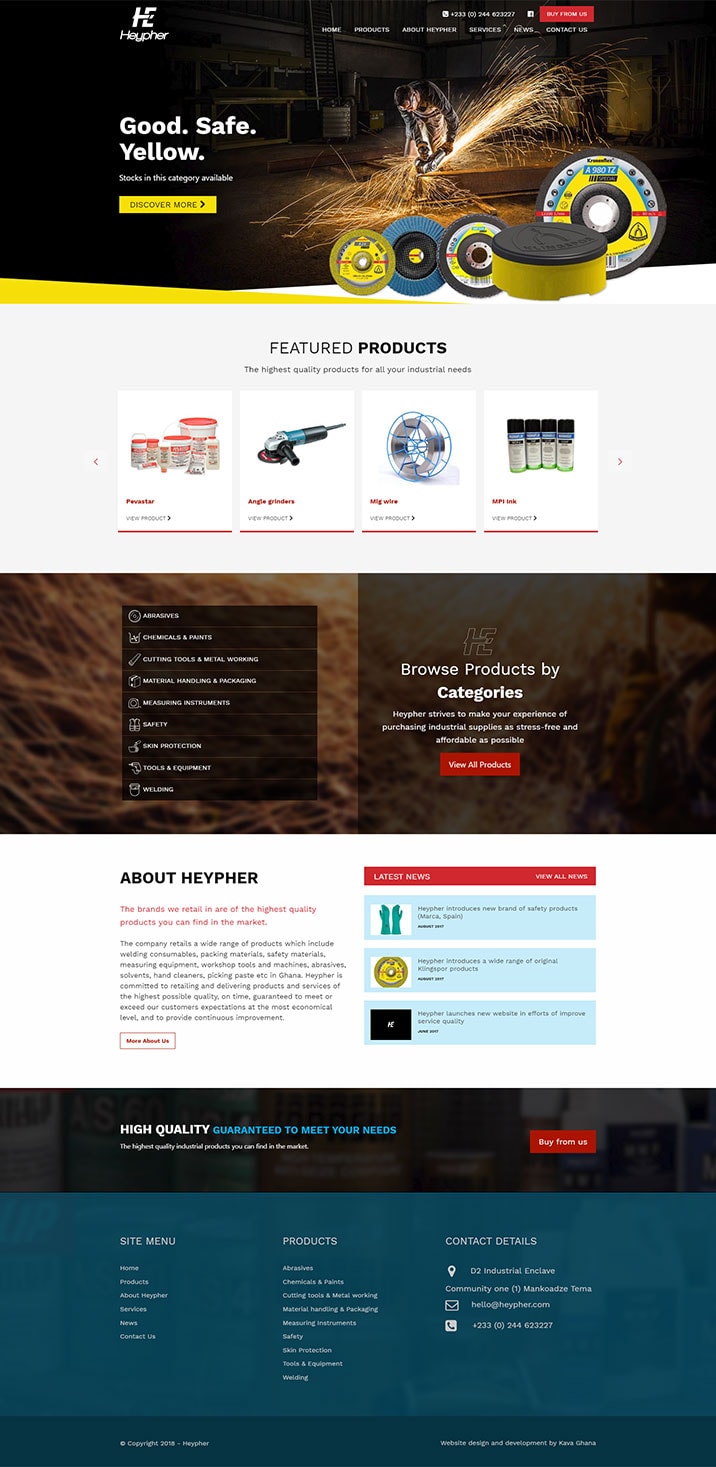 HE
Heypher
+233 (0) 244 623227
BUY FROM US
HOME PRODUCTS ABOUT HEYPHER SERVICES NEWS CONTACT US
Good. Safe.
Yellow.
Stocks in this category available
DISCOVER MORE
Kronenflex
A 980 TZ
SPECIAL
KLINGSPOR
FEATURED PRODUCTS
The highest quality products for all your industrial needs
Pevastar
VIEW PRODUCT
Angle grinders
VIEW PRODUCT
Mig wire
VIEW PRODUCT
MPI Ink
VIEW PRODUCT
ABRASIVES
CHEMICALS & PAINTS
CUTTING TOOLS & METAL WORKING
MATERIAL HANDLING & PACKAGING
MEASURING INSTRUMENTS
SAFETY
SKIN PROTECTION
TOOLS & EQUIPMENT
WELDING
HE
Browse Products by
Categories
Heypher strives to make your experience of
purchasing industrial supplies as stress-free and
affordable as possible
View All Products
ABOUT HEYPHER
The brands we retail in are of the highest quality
products you can find in the market.
The company retails a wide range of products which include
welding consumables, packing materials, safety materials,
measuring equipment, workshop tools and machines, abrasives,
solvents, hand cleaners, picking paste etc in Ghana. Heypher is
committed to retailing and delivering products and services of
the highest possible quality, on time, guaranteed to meet or
exceed our customers expectations at the most economical
level, and to provide continuous improvement.
More About Us
LATEST NEWS
VIEW ALL NEWS
Heypher introduces new brand of safety products
(Marca, Spain)
AUGUST 2017
Heypher introduces a wide range of original
Klingspor products
AUGUST 2017
HE
Heypher launches new website in efforts of improve
service quality
JUNE 2017
HIGH QUALITY GUARANTEED TO MEET YOUR NEEDS
The highest quality industrial products you can find in the market.
Buy from us
SITE MENU
Home
Products
About Heypher
Services
News
Contact Us
PRODUCTS
Abrasives
Chemicals & Paints
Cutting tools & Metal working
Material handling & Packaging
Measuring Instruments
Safety
Skin Protection
Tools & Equipment
Welding
CONTACT DETAILS
D2 Industrial Enclave
Community one (1) Mankoadze Tema
hello@heypher.com
+233 (0) 244 623227
© Copyright 2018 - Heypher
Website design and development by Kava Ghana